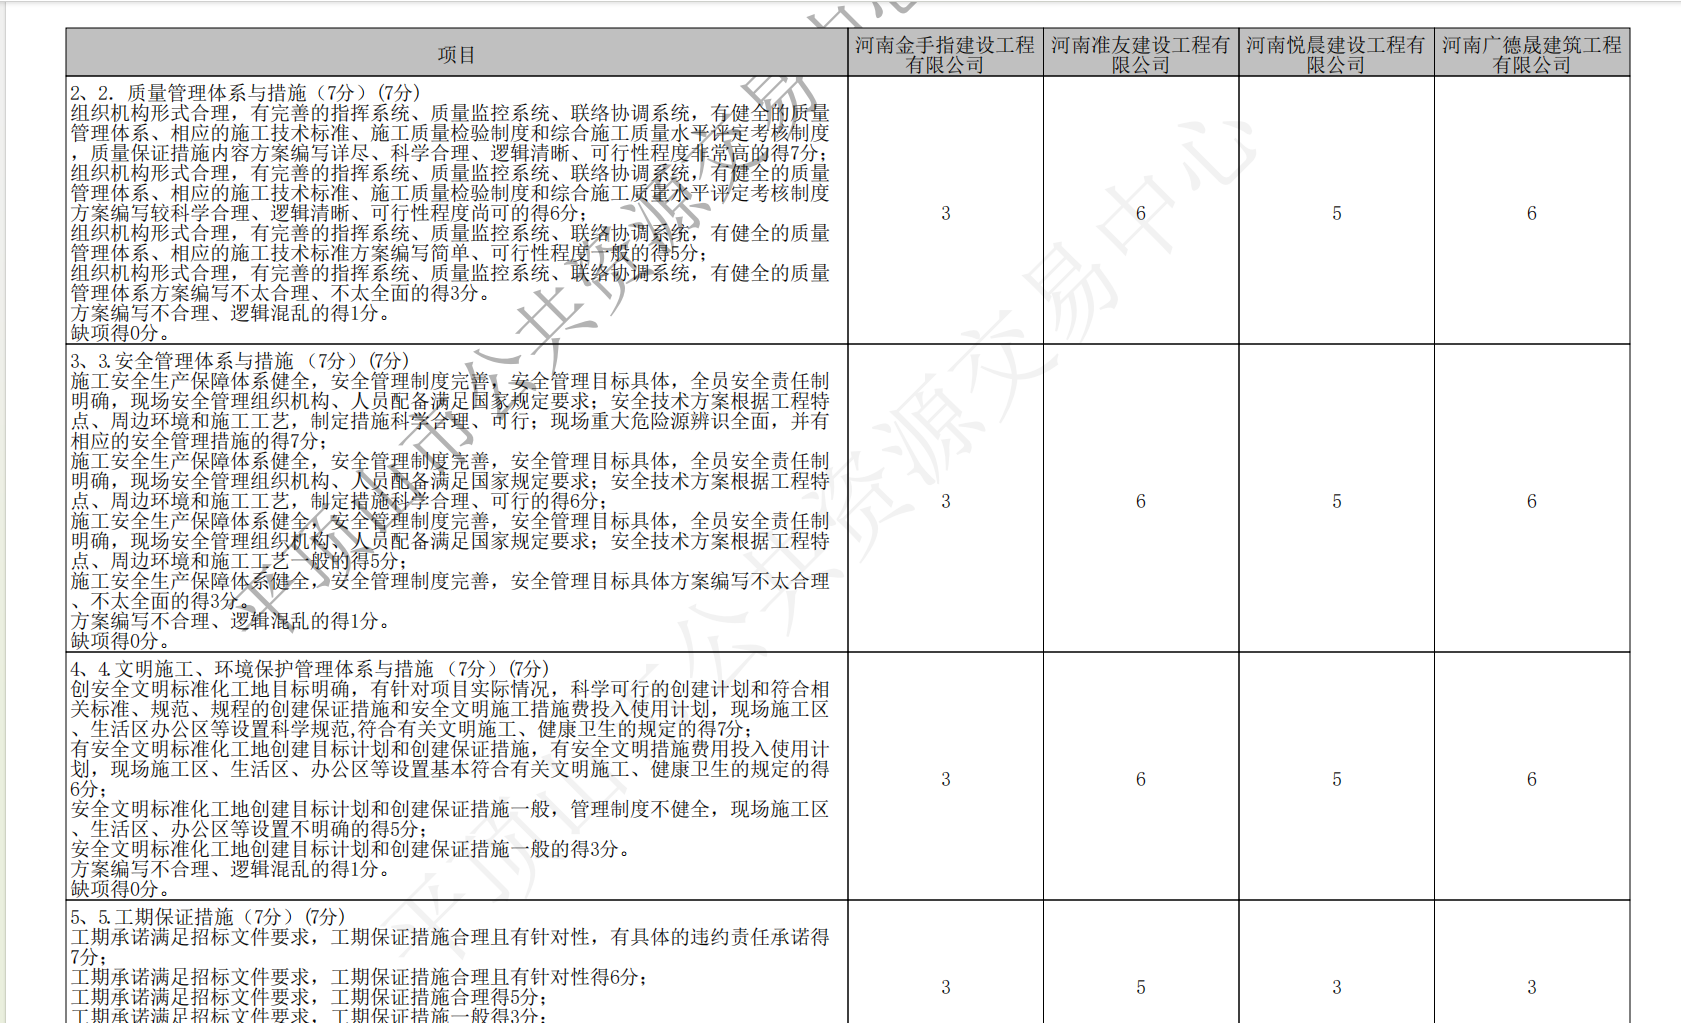 项目
河南金手指建设工程
有限公司
河南准友建设工程有
限公司
河南悦晨建设工程有
限公司
河南广德晟建筑工程
有限公司
2、2. 质量管理体系与措施（7分）(7分)
组织机构形式合理，有完善的指挥系统、质量监控系统、联络协调系统，有健全的质量
管理体系、相应的施工技术标准、施工质量检验制度和综合施工质量水平评定考核制度
，质量保证措施内容方案编写详尽、科学合理、逻辑清晰、可行性程度非常高的得7分；
组织机构形式合理，有完善的指挥系统、质量监控系统、联络协调系统，有健全的质量
管理体系、相应的施工技术标准、施工质量检验制度和综合施工质量水平评定考核制度
方案编写较科学合理、逻辑清晰、可行性程度尚可的得6分；
组织机构形式合理，有完善的指挥系统、质量监控系统、联络协调系统，有健全的质量
管理体系、相应的施工技术标准方案编写简单、可行性程度一般的得5分；
组织机构形式合理，有完善的指挥系统、质量监控系统、联络协调系统，有健全的质量
管理体系方案编写不太合理、不太全面的得3分。
方案编写不合理、逻辑混乱的得1分。
缺项得0分。
3
6
5
6
3、3.安全管理体系与措施 （7分）(7分)
施工安全生产保障体系健全，安全管理制度完善，安全管理目标具体，全员安全责任制
明确，现场安全管理组织机构、人员配备满足国家规定要求；安全技术方案根据工程特
点、周边环境和施工工艺，制定措施科学合理、可行；现场重大危险源辨识全面，并有
相应的安全管理措施的得7分；
施工安全生产保障体系健全，安全管理制度完善，安全管理目标具体，全员安全责任制
明确，现场安全管理组织机构、人员配备满足国家规定要求；安全技术方案根据工程特
点、周边环境和施工工艺，制定措施科学合理、可行的得6分；
施工安全生产保障体系健全，安全管理制度完善，安全管理目标具体，全员安全责任制
明确，现场安全管理组织机构、人员配备满足国家规定要求；安全技术方案根据工程特
点、周边环境和施工工艺一般的得5分；
施工安全生产保障体系健全，安全管理制度完善，安全管理目标具体方案编写不太合理
、不太全面的得3分。
方案编写不合理、逻辑混乱的得1分。
缺项得0分。
3
6
5
6
4、4.文明施工、环境保护管理体系与措施 （7分）(7分)
创安全文明标准化工地目标明确，有针对项目实际情况，科学可行的创建计划和符合相
关标准、规范、规程的创建保证措施和安全文明施工措施费投入使用计划，现场施工区
、生活区办公区等设置科学规范,符合有关文明施工、健康卫生的规定的得7分；
有安全文明标准化工地创建目标计划和创建保证措施，有安全文明措施费用投入使用计
划，现场施工区、生活区、办公区等设置基本符合有关文明施工、健康卫生的规定的得
6分；
安全文明标准化工地创建目标计划和创建保证措施一般，管理制度不健全，现场施工区
、生活区、办公区等设置不明确的得5分；
安全文明标准化工地创建目标计划和创建保证措施一般的得3分。
方案编写不合理、逻辑混乱的得1分。
缺项得0分。
3
6
5
6
5、5.工期保证措施（7分）(7分)
工期承诺满足招标文件要求，工期保证措施合理且有针对性，有具体的违约责任承诺得
7分；
工期承诺满足招标文件要求，工期保证措施合理且有针对性得6分；
工期承诺满足招标文件要求，工期保证措施合理得5分；
工期承诺满足招标文件要求，工期保证措施一般得3分；
3
5
3
3
平顶山市公共资源交易中心
平顶山市公共资源交易中心